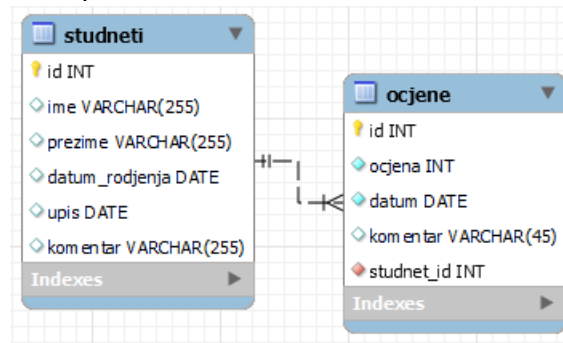 studneti
id INT
ime VARCHAR(255)
prezime VARCHAR(255)
datum_rodjenja DATE
upis DATE
komentar VARCHAR(255)
Indexes
ocjene
id INT
ocjena INT
datum DATE
komentar VARCHAR(45)
studnet_id INT
Indexes